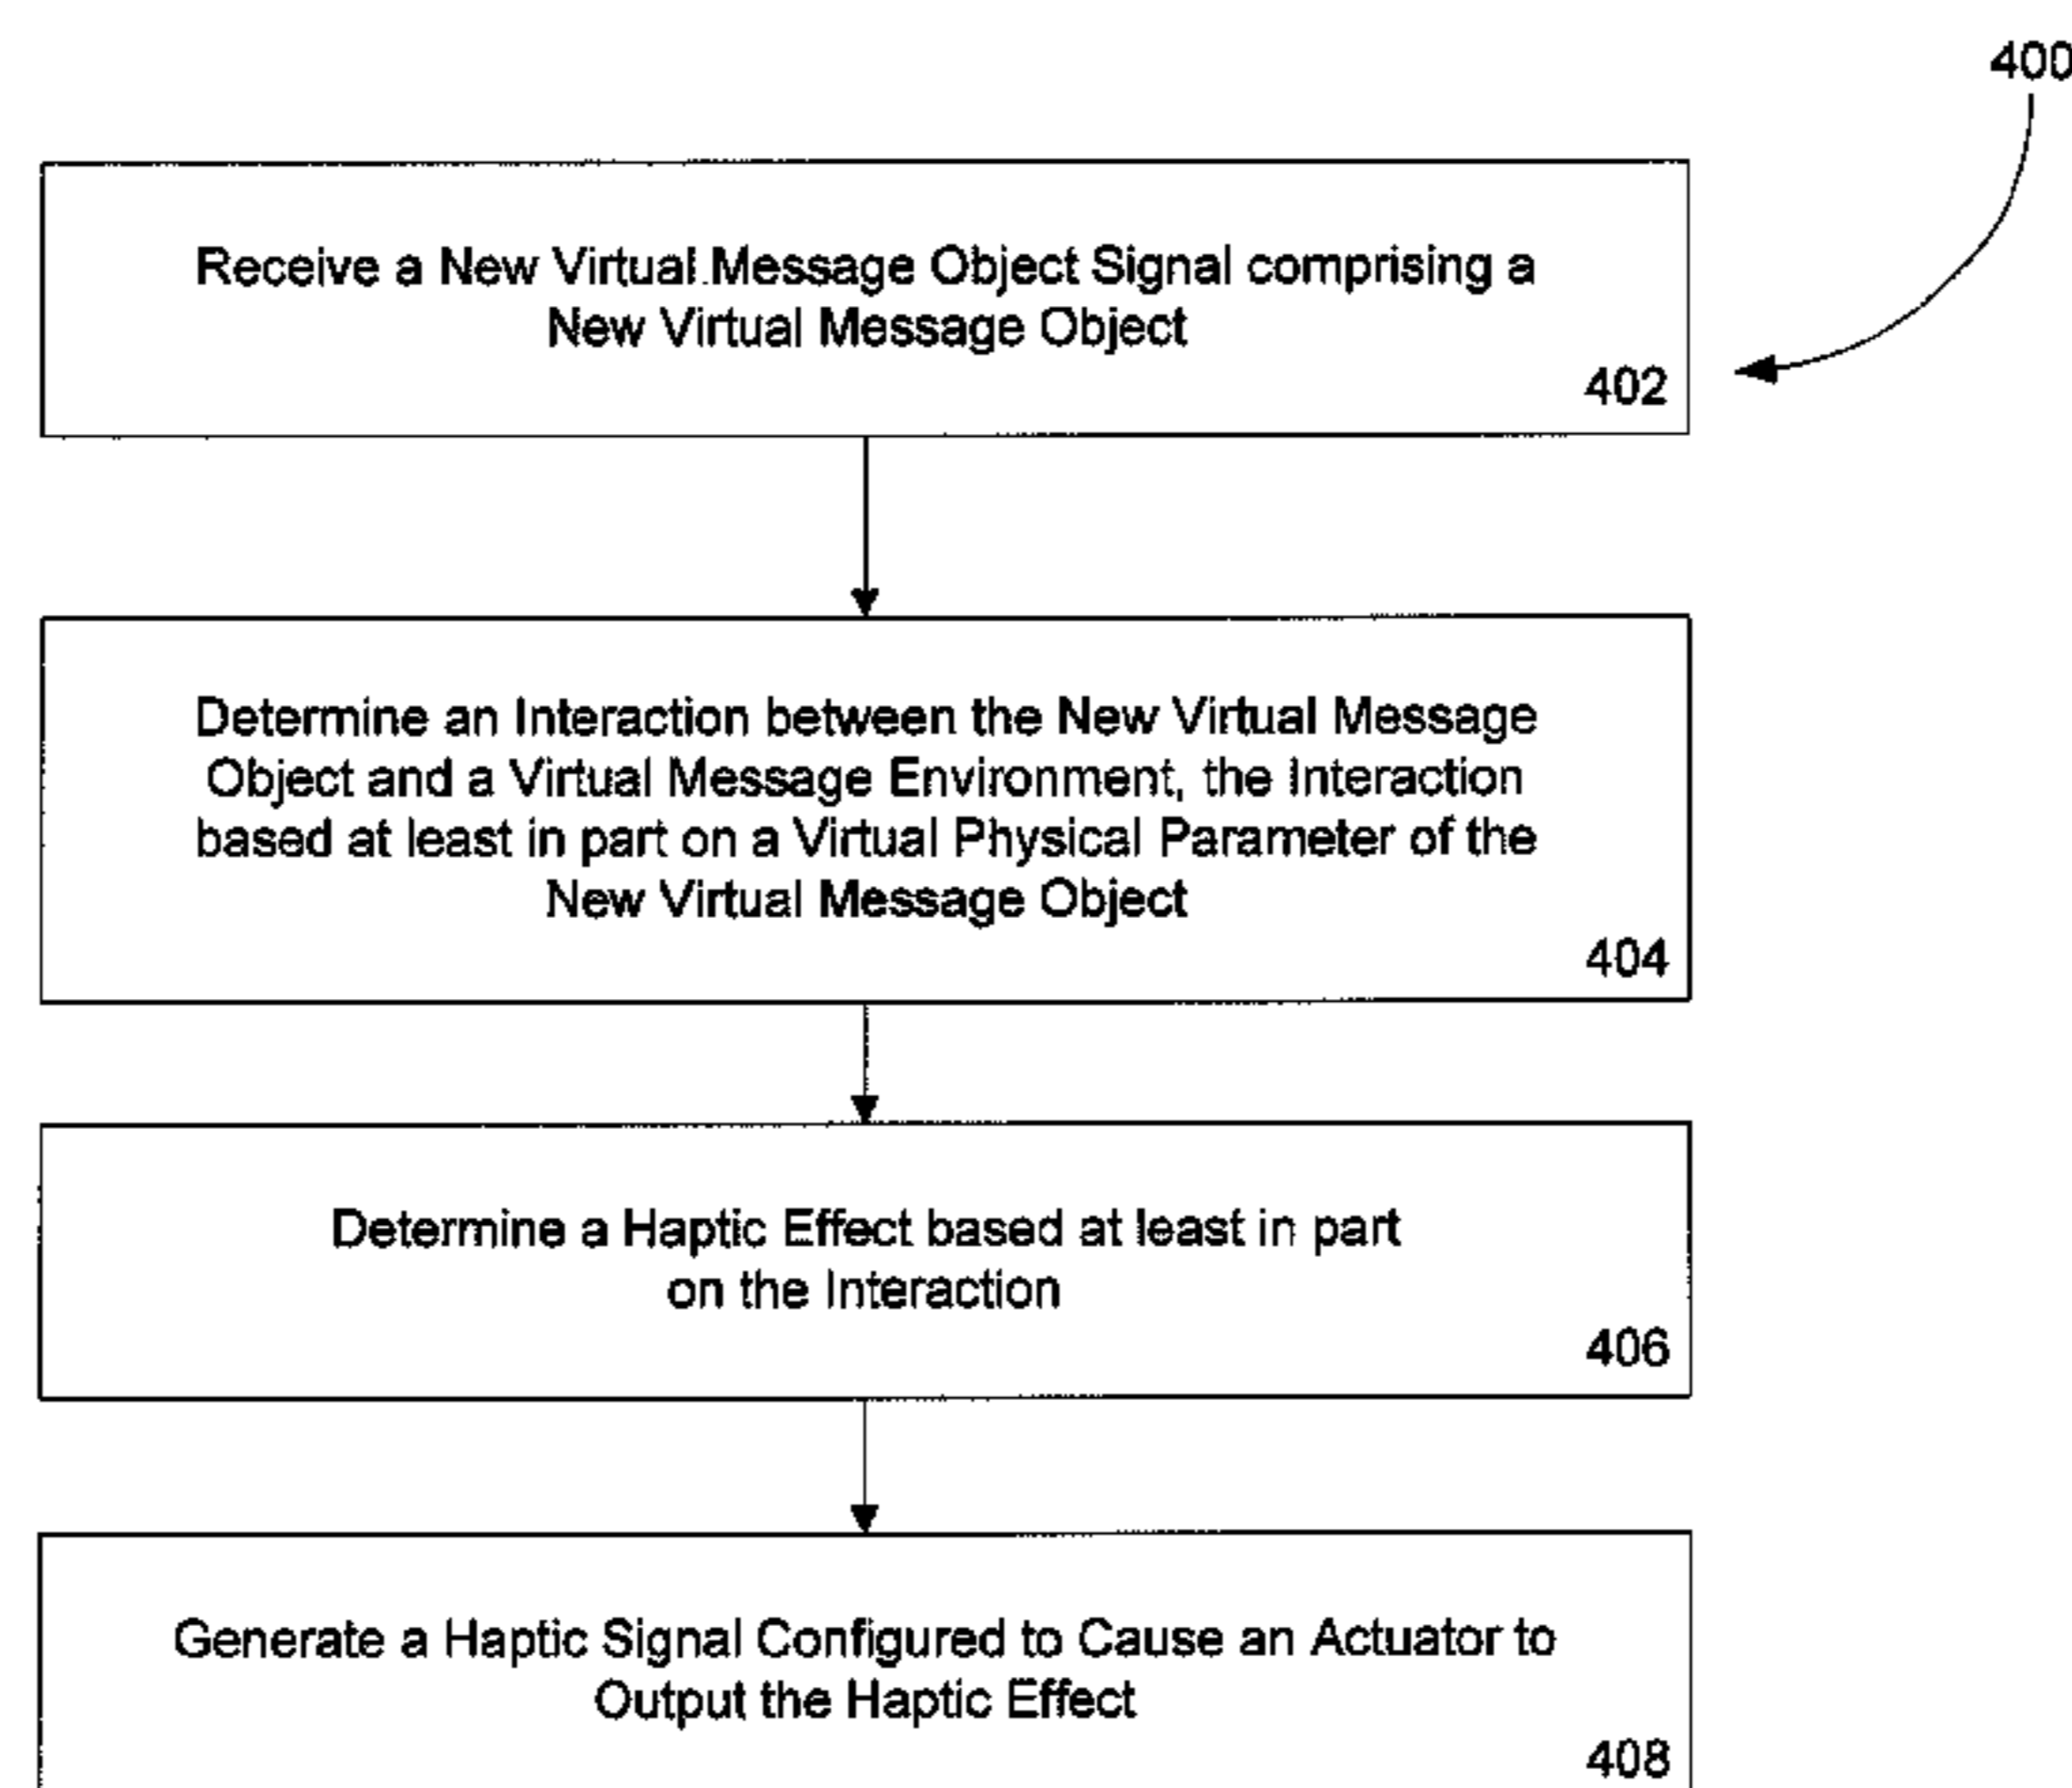 400
Receive a New Virtual Message Object Signal comprising a
New Virtual Message Object
402
Determine an Interaction between the New Virtual Message
Object and a Virtual Message Environment, the Interaction
based at least in part on a Virtual Physical Parameter of the
New Virtual Message Object
404
Determine a Haptic Effect based at least in part
on the Interaction
406
Generate a Haptic Signal Configured to Cause an Actuator to
Output the Haptic Effect
408